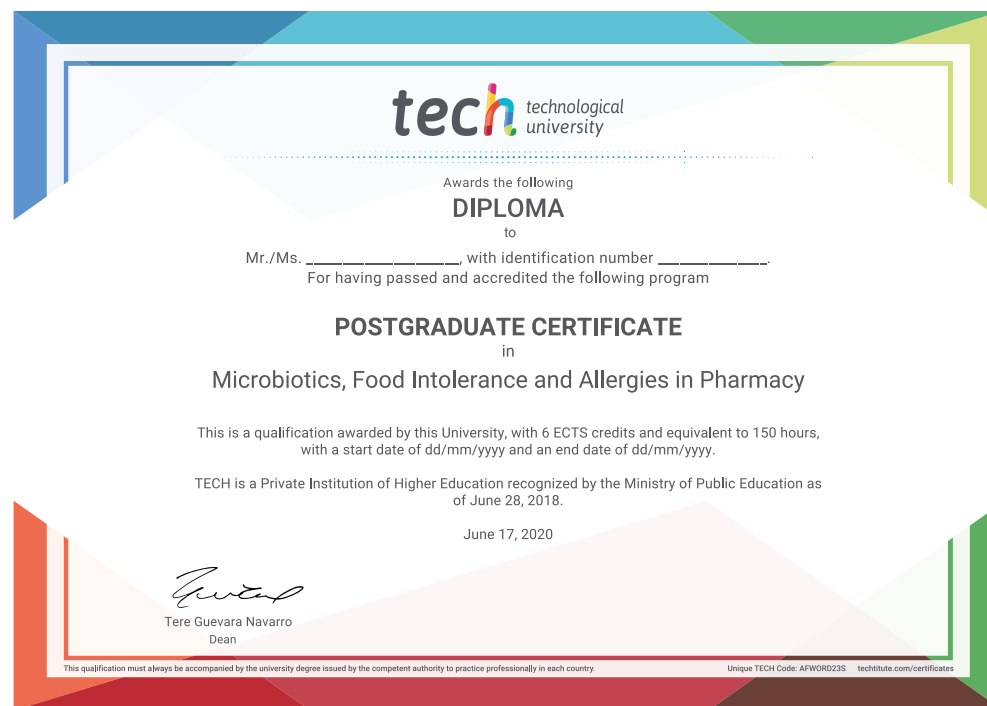 tech technological
university
Awards the following
DIPLOMA
to
Mr./Ms. ____________________, with identification number ______________.
For having passed and accredited the following program
POSTGRADUATE CERTIFICATE
in
Microbiotics, Food Intolerance and Allergies in Pharmacy
This is a qualification awarded by this University, with 6 ECTS credits and equivalent to 150 hours,
with a start date of dd/mm/yyyy and an end date of dd/mm/yyyy.
TECH is a Private Institution of Higher Education recognized by the Ministry of Public Education as
of June 28, 2018.
June 17, 2020
Tere Guevara Navarro
Dean
This qualification must always be accompanied by the university degree issued by the competent authority to practice professionally in each country.
Unique TECH Code: AFWORD23S techtitute.com/certificates